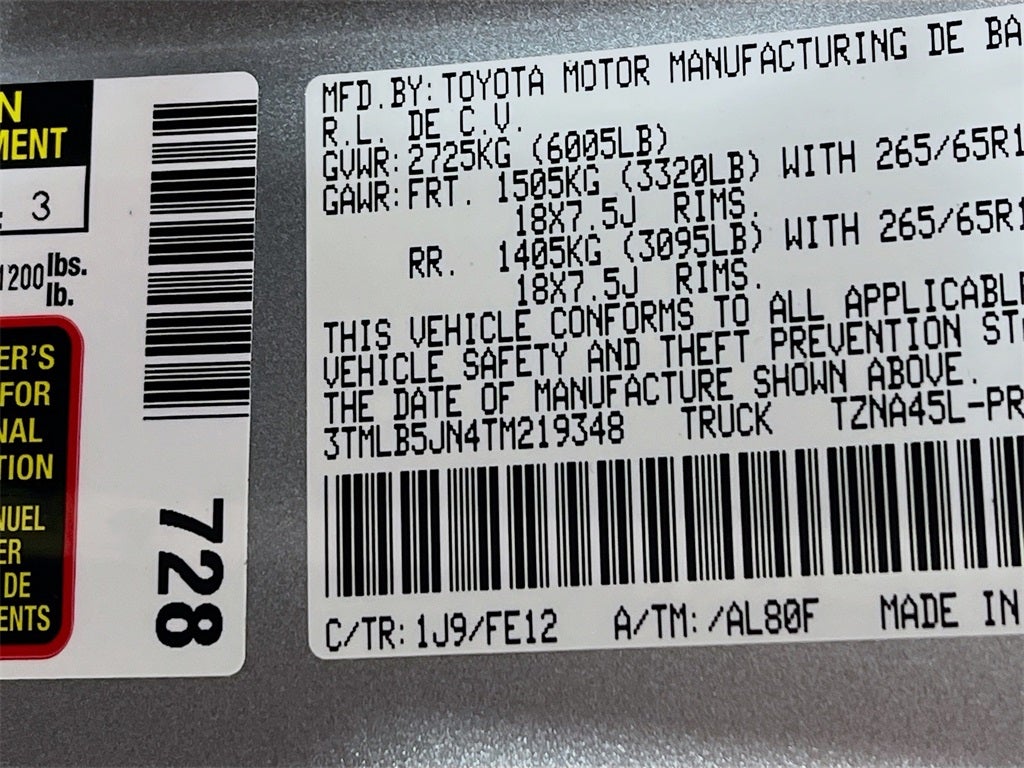 N
MENT
: 3
1200 lbs.
lb.
ER'S
FOR
NAL
TION
NUEL
ER
DE
ENTS
728
MFD.BY:TOYOTA MOTOR MANUFACTURING DE BA
R.L. DE C.V.
GVWR:2725KG (6005LB)
GAWR:FRT. 1505KG (3320LB) WITH 265/65R1
18X7.5J RIMS.
RR. 1405KG (3095LB) WITH 265/65R1
18X7.5J RIMS.
THIS VEHICLE CONFORMS TO ALL APPLICABLE
VEHICLE SAFETY AND THEFT PREVENTION ST
THE DATE OF MANUFACTURE SHOWN ABOVE.
3TMLB5JN4TM219348 TRUCK TZNA45L-PR
C/TR:1J9/FE12 A/TM:/AL80F MADE IN